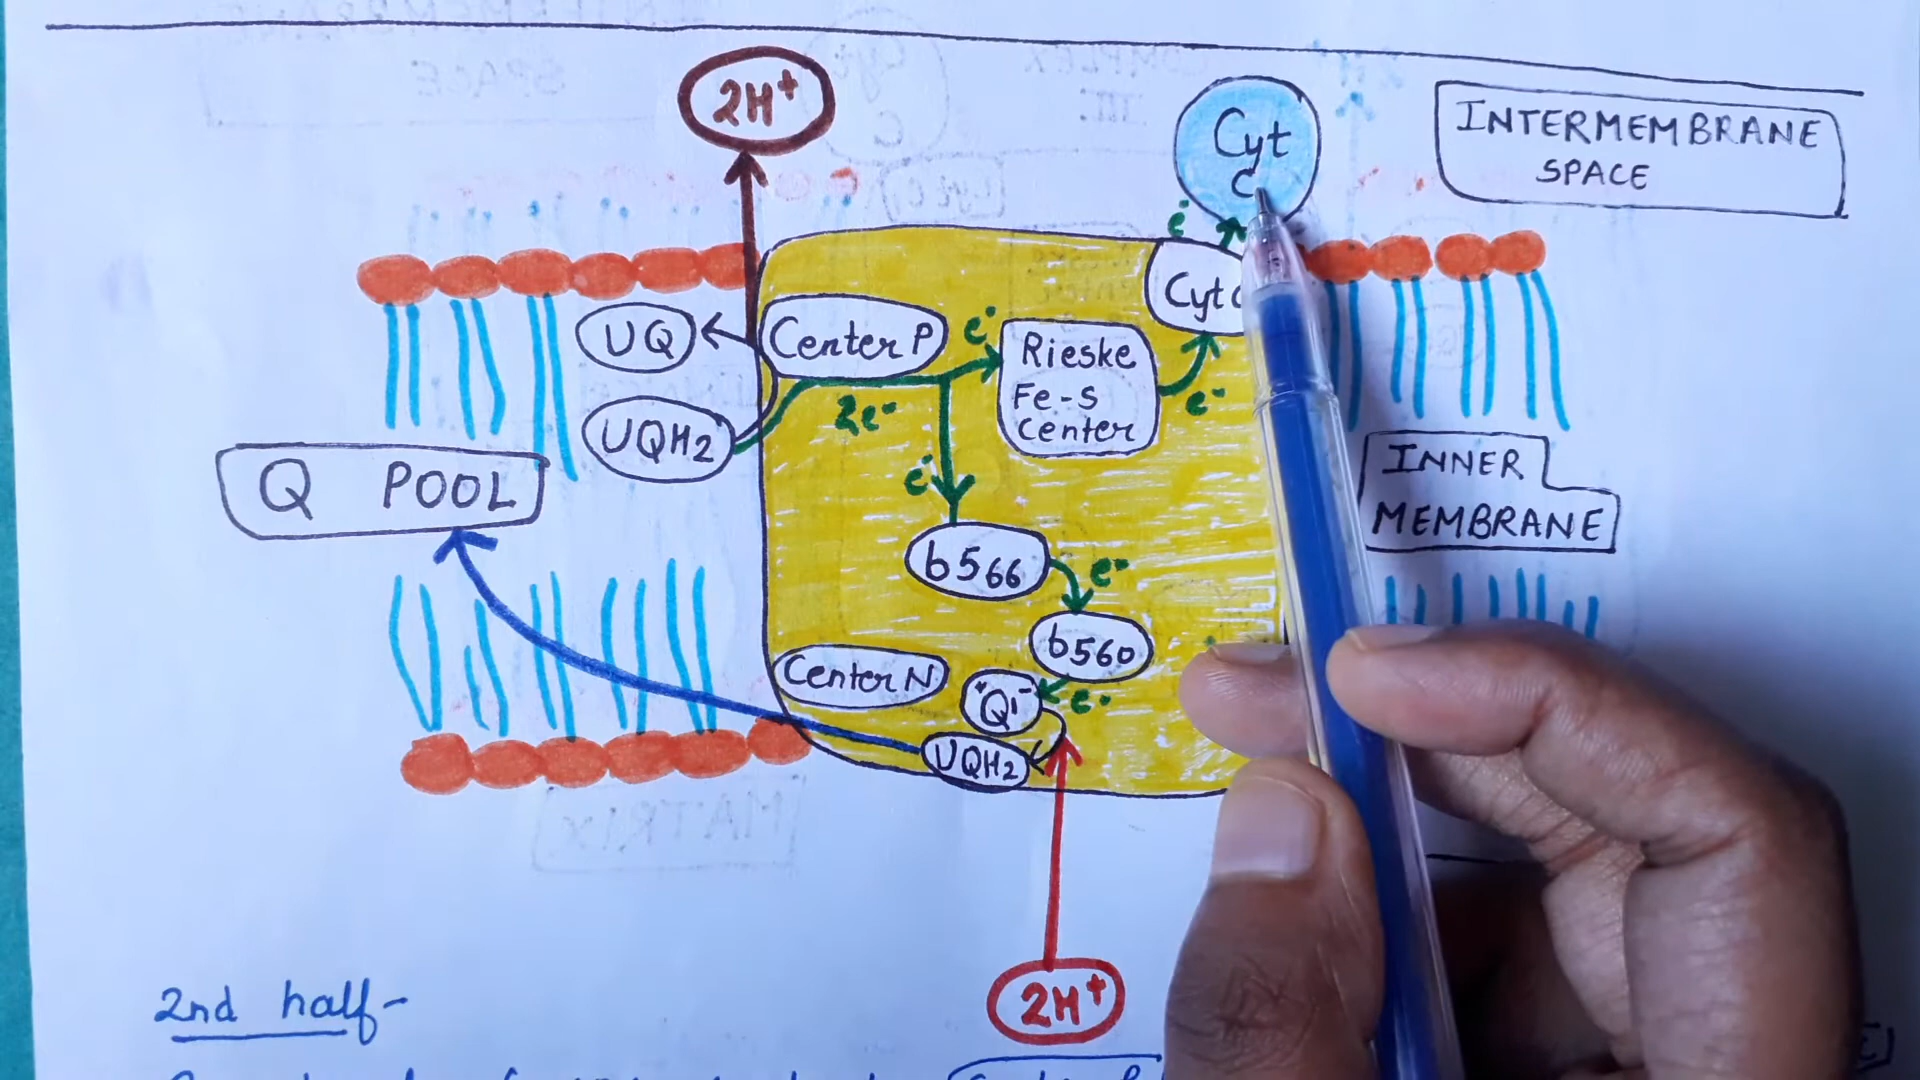 2H+
Cyt
C
INTERMEMBRANE
SPACE
e-
Cyt
UQ
Center P
e-
Rieske
Fe-S
Center
e-
2e-
UQH2
Q POOL
e-
INNER
MEMBRANE
b566
e-
b560
Center N
Q
e-
UQH2
MATRIX
2H+
2nd half-